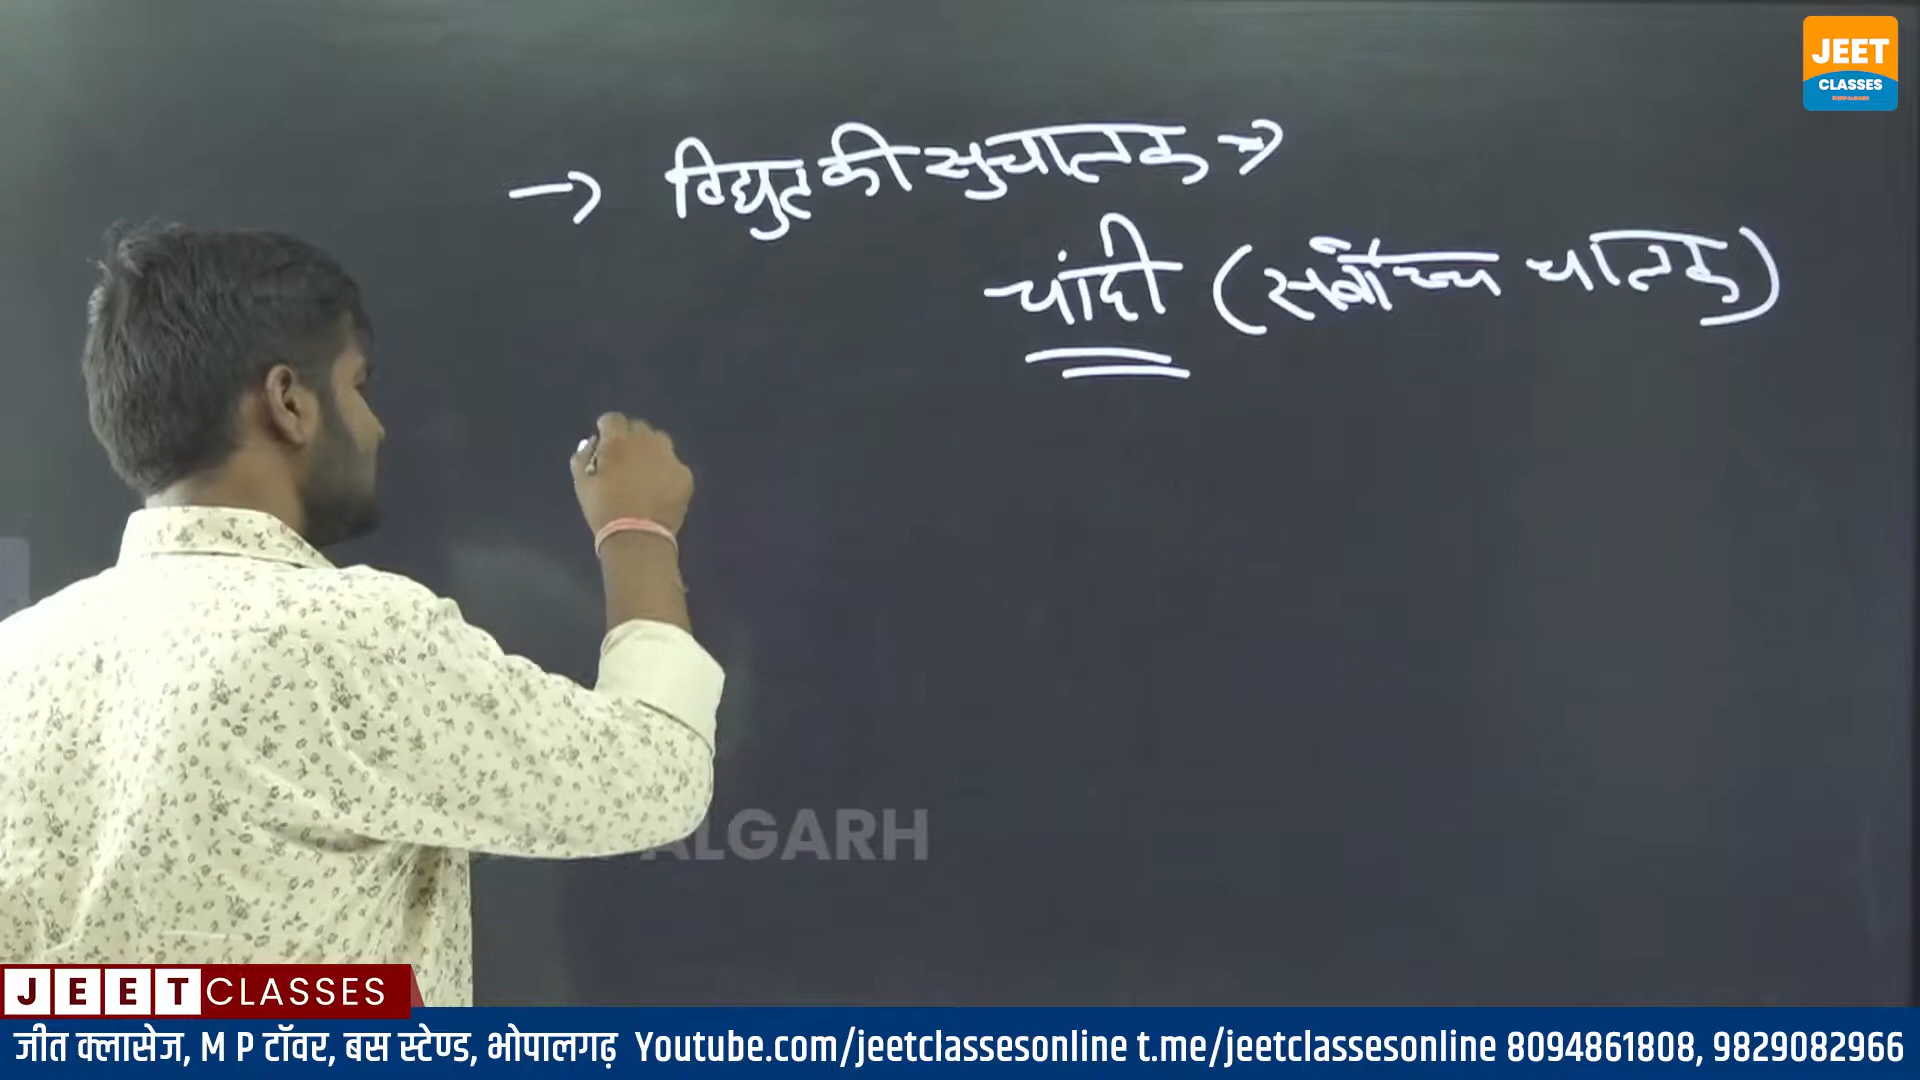 JEET
CLASSES
→ विद्युत की सुचालक →
चांदी (सर्वोच्च चालक)
ALGARH
JEET CLASSES
जीत क्लासेज, M P टॉवर, बस स्टेण्ड, भोपालगढ़ Youtube.com/jeetclassesonline t.me/jeetclassesonline 8094861808, 9829082966